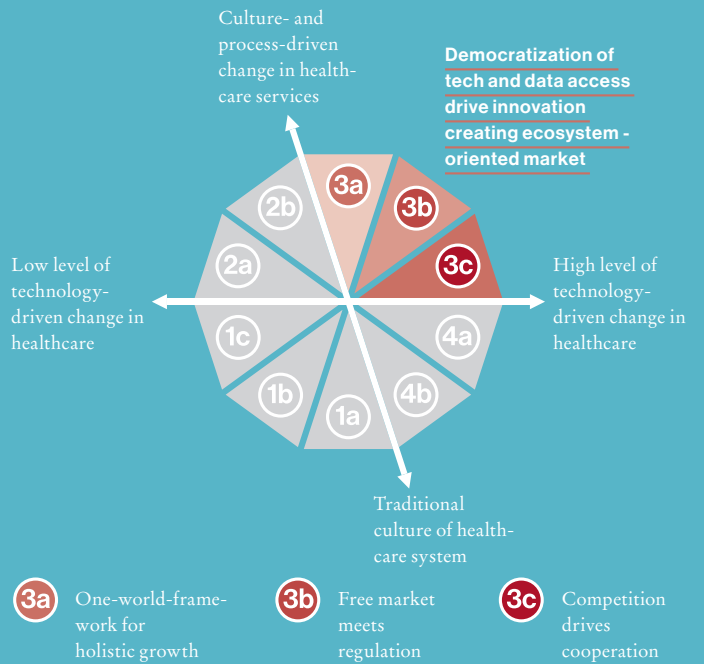 Culture- and
process-driven
change in health-
care services
Democratization of
tech and data access
drive innovation
creating ecosystem -
oriented market
3a
2b
3b
2a
3c
Low level of
technology-
driven change in
healthcare
High level of
technology-
driven change in
healthcare
1c
4a
1b
4b
1a
Traditional
culture of health-
care system
3a
One-world-frame-
work for
holistic growth
3b
Free market
meets
regulation
3c
Competition
drives
cooperation